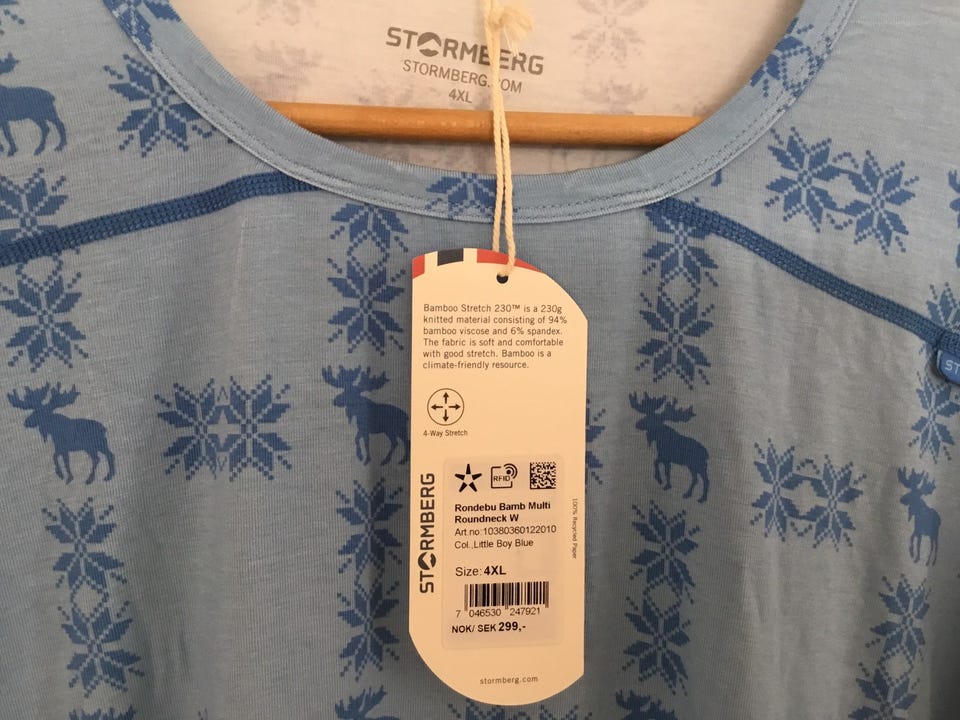 STORMBERG
STORMBERG.COM
4XL
Bamboo Stretch 230™ is a 230g
knitted material consisting of 94%
bamboo viscose and 6% spandex.
The fabric is soft and comfortable
with good stretch. Bamboo is a
climate-friendly resource.
4-Way Stretch
STORMBERG
RFID
Rondebu Bamb Multi
Roundneck W
Art.no:10380360122010
Col.,Little Boy Blue
Size: 4XL
7 046530 247921
NOK/ SEK 299,-
100% Recycled Paper
stormberg.com
ST